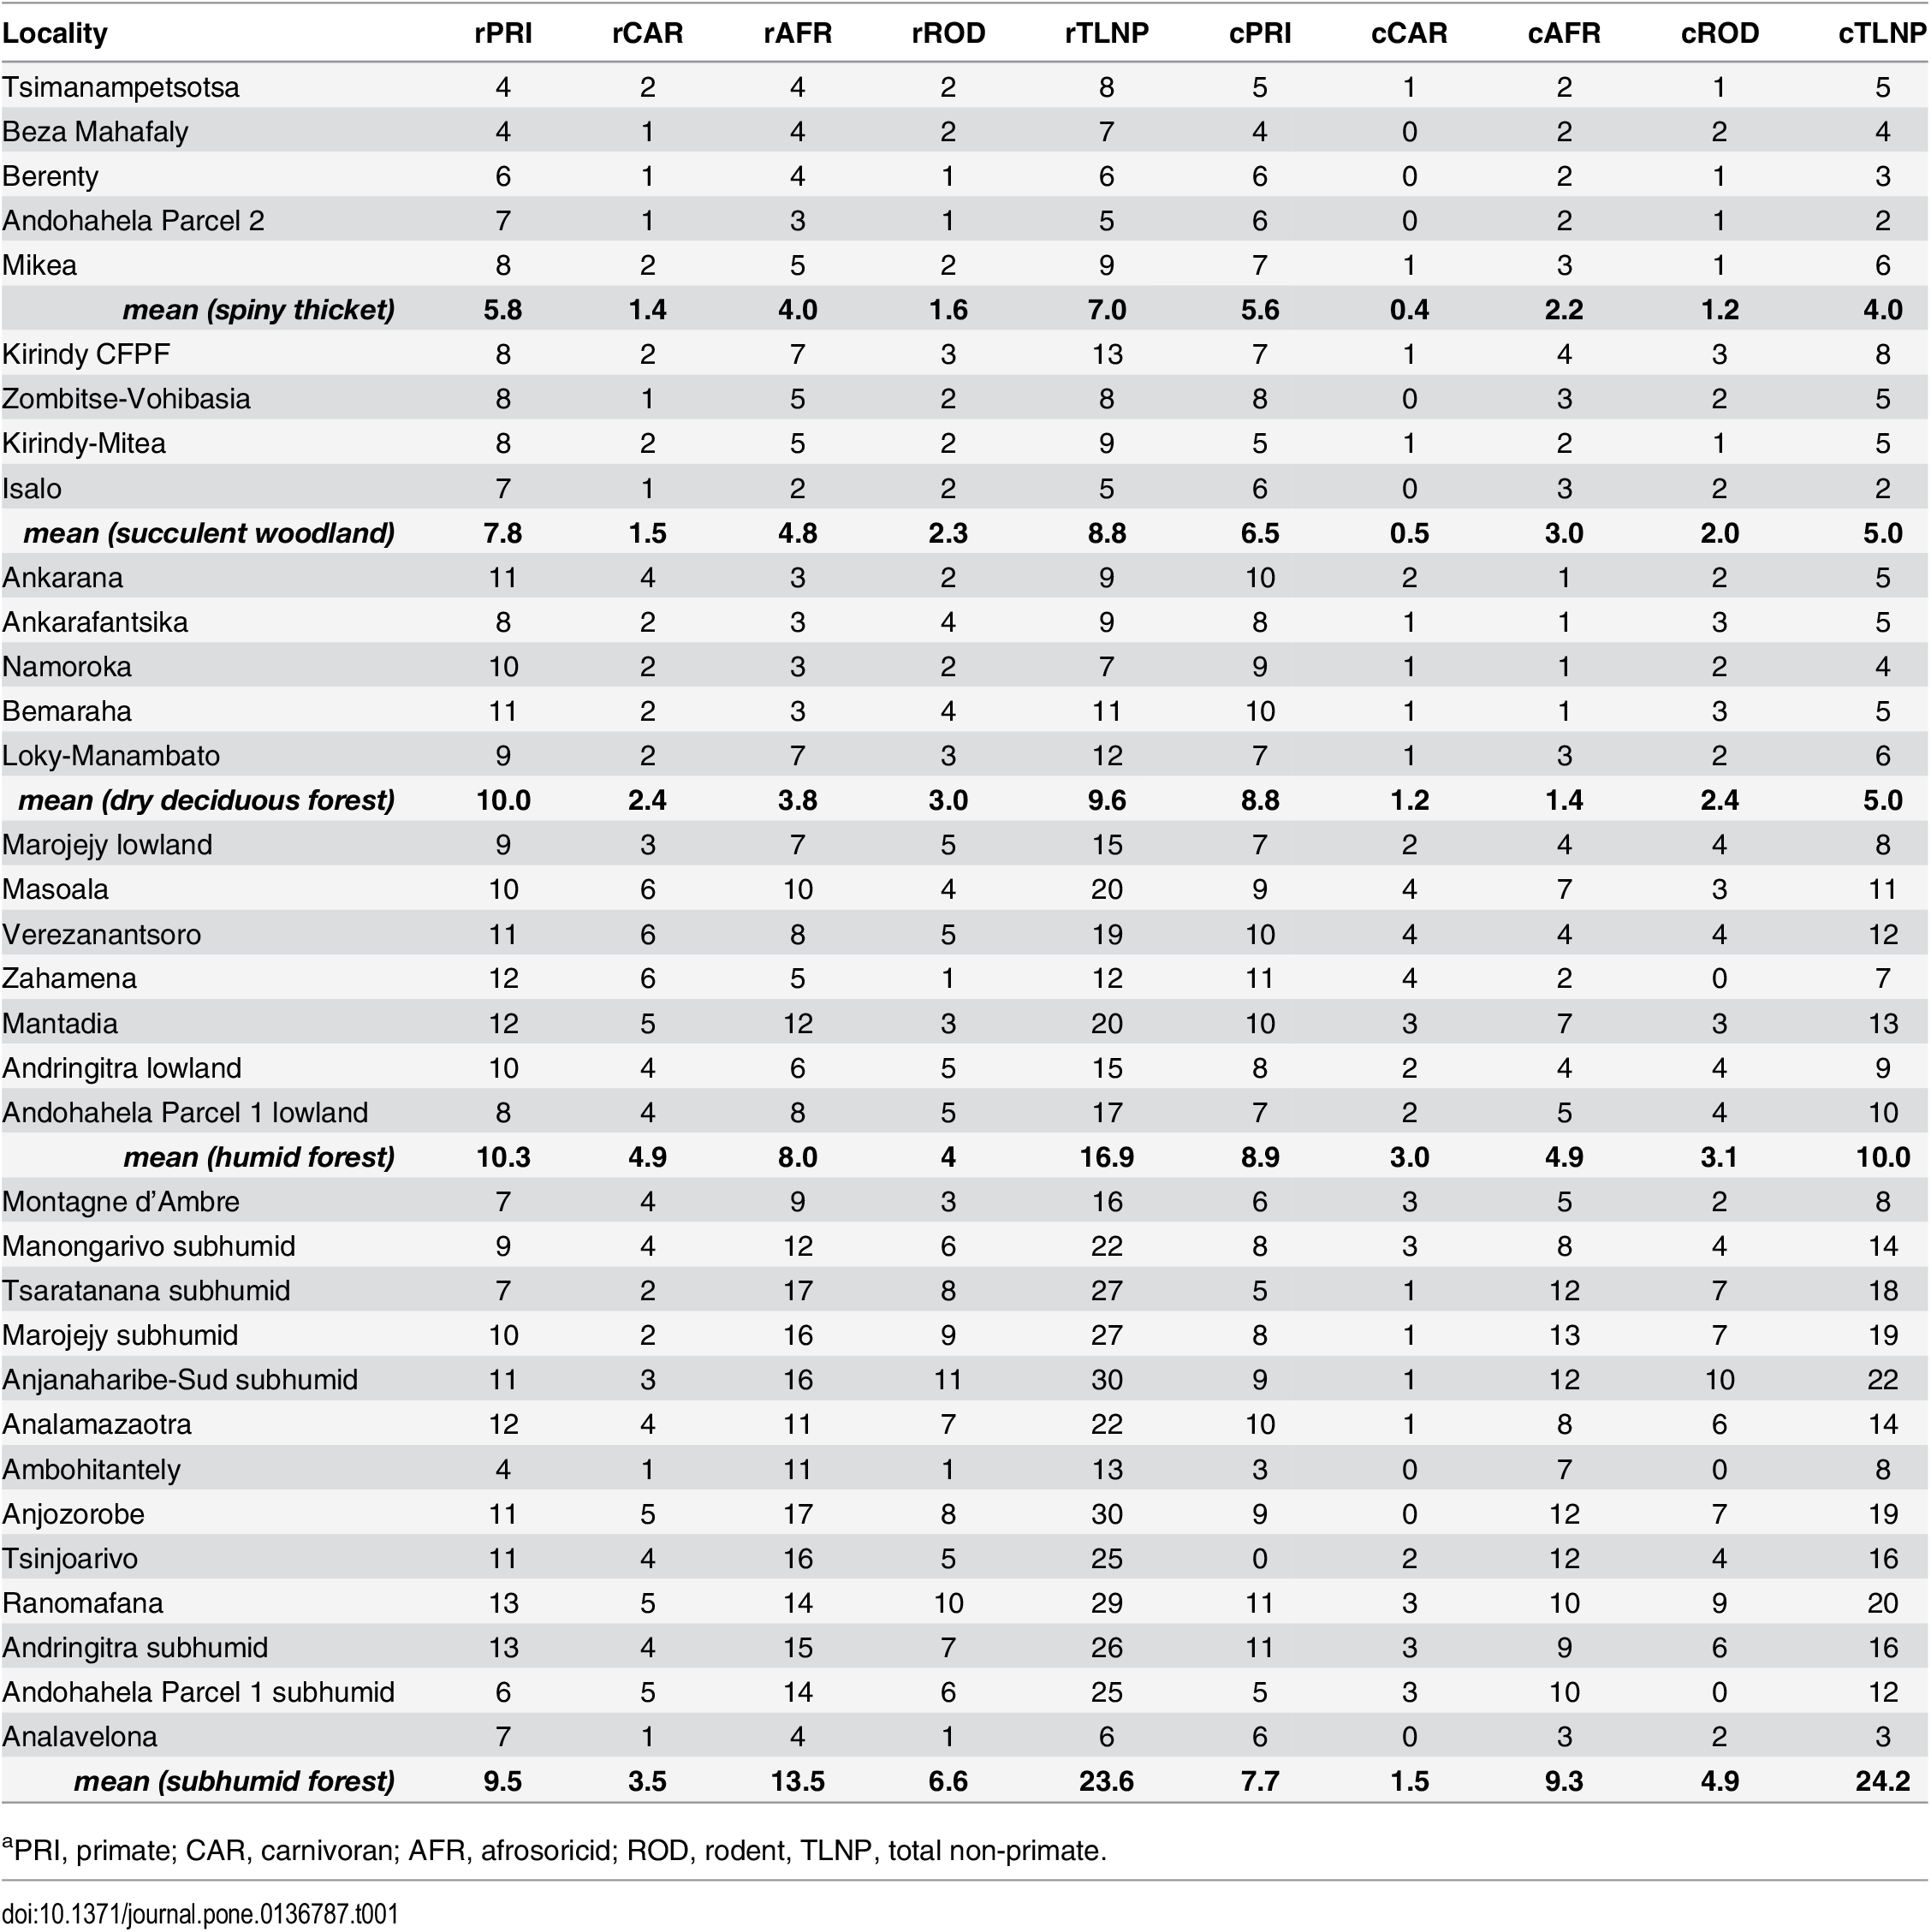 Locality rPRI rCAR rAFR rROD rTLNP cPRI cCAR cAFR cROD cTLNP
Tsimanampetsotsa 4 2 4 2 8 5 1 2 1 5
Beza Mahafaly 4 1 4 2 7 4 0 2 2 4
Berenty 6 1 4 1 6 6 0 2 1 3
Andohahela Parcel 2 7 1 3 1 5 6 0 2 1 2
Mikea 8 2 5 2 9 7 1 3 1 6
mean (spiny thicket) 5.8 1.4 4.0 1.6 7.0 5.6 0.4 2.2 1.2 4.0
Kirindy CFPF 8 2 7 3 13 7 1 4 3 8
Zombitse-Vohibasia 8 1 5 2 8 8 0 3 2 5
Kirindy-Mitea 8 2 5 2 9 5 1 2 1 5
Isalo 7 1 2 2 5 6 0 3 2 2
mean (succulent woodland) 7.8 1.5 4.8 2.3 8.8 6.5 0.5 3.0 2.0 5.0
Ankarana 11 4 3 2 9 10 2 1 2 5
Ankarafantsika 8 2 3 4 9 8 1 1 3 5
Namoroka 10 2 3 2 7 9 1 1 2 4
Bemaraha 11 2 3 4 11 10 1 1 3 5
Loky-Manambato 9 2 7 3 12 7 1 3 2 6
mean (dry deciduous forest) 10.0 2.4 3.8 3.0 9.6 8.8 1.2 1.4 2.4 5.0
Marojejy lowland 9 3 7 5 15 7 2 4 4 8
Masoala 10 6 10 4 20 9 4 7 3 11
Verezanantsoro 11 6 8 5 19 10 4 4 4 12
Zahamena 12 6 5 1 12 11 4 2 0 7
Mantadia 12 5 12 3 20 10 3 7 3 13
Andringitra lowland 10 4 6 5 15 8 2 4 4 9
Andohahela Parcel 1 lowland 8 4 8 5 17 7 2 5 4 10
mean (humid forest) 10.3 4.9 8.0 4 16.9 8.9 3.0 4.9 3.1 10.0
Montagne d’Ambre 7 4 9 3 16 6 3 5 2 8
Manongarivo subhumid 9 4 12 6 22 8 3 8 4 14
Tsaratanana subhumid 7 2 17 8 27 5 1 12 7 18
Marojejy subhumid 10 2 16 9 27 8 1 13 7 19
Anjanaharibe-Sud subhumid 11 3 16 11 30 9 1 12 10 22
Analamazaotra 12 4 11 7 22 10 1 8 6 14
Ambohitantely 4 1 11 1 13 3 0 7 0 8
Anjozorobe 11 5 17 8 30 9 0 12 7 19
Tsinjoarivo 11 4 16 5 25 0 2 12 4 16
Ranomafana 13 5 14 10 29 11 3 10 9 20
Andringitra subhumid 13 4 15 7 26 11 3 9 6 16
Andohahela Parcel 1 subhumid 6 5 14 6 25 5 3 10 0 12
Analavelona 7 1 4 1 6 6 0 3 2 3
mean (subhumid forest) 9.5 3.5 13.5 6.6 23.6 7.7 1.5 9.3 4.9 24.2
aPRI, primate; CAR, carnivoran; AFR, afrosoricid; ROD, rodent, TLNP, total non-primate.
doi:10.1371/journal.pone.0136787.t001